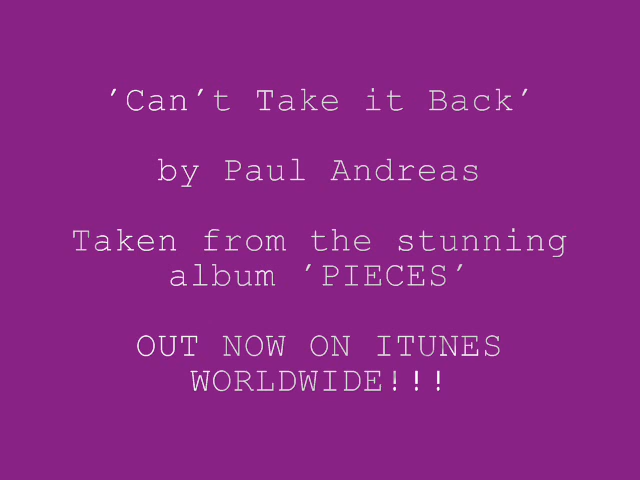 'Can't Take it Back'
by Paul Andreas
Taken from the stunning
album 'PIECES'
OUT NOW ON ITUNES
WORLDWIDE!!!